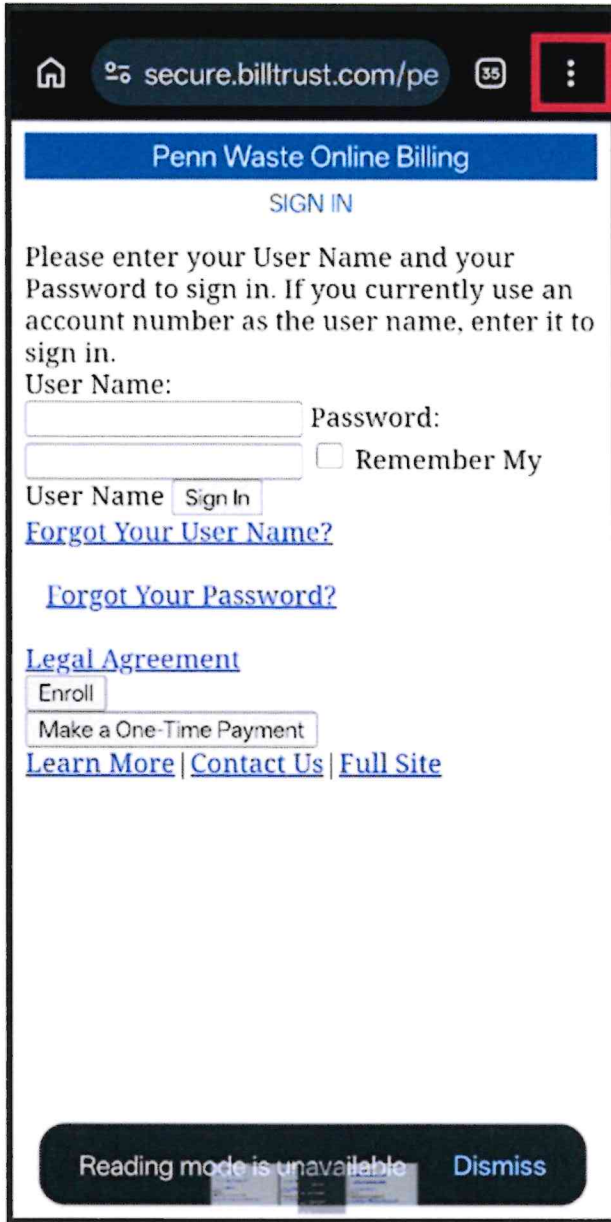 secure.billtrust.com/pe
35
Penn Waste Online Billing
SIGN IN
Please enter your User Name and your
Password to sign in. If you currently use an
account number as the user name, enter it to
sign in.
User Name:
Password:
Remember My
User Name Sign In
Forgot Your User Name?
Forgot Your Password?
Legal Agreement
Enroll
Make a One-Time Payment
Learn More | Contact Us | Full Site
Reading mode is unavailable Dismiss